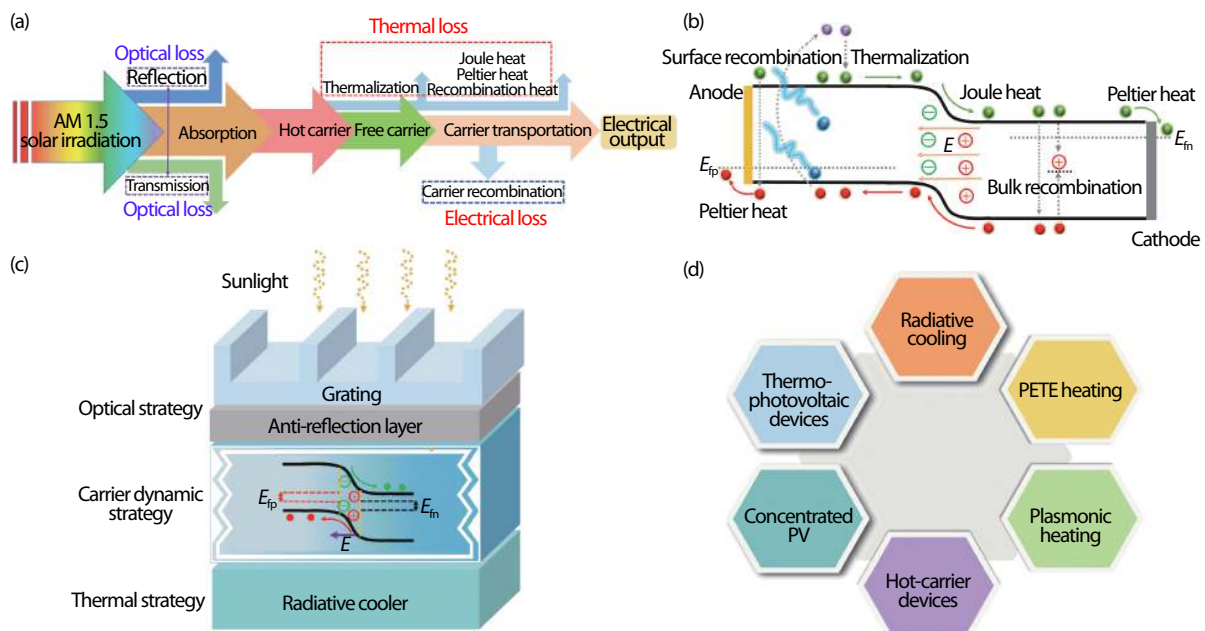 (a)
Thermal loss
Optical loss
Reflection
Joule heat
Peltier heat
Thermalization
Recombination heat
AM 1.5
solar irradiation
Absorption
Hot carrier
Free carrier
Carrier transportation
Electrical
output
Transmission
Optical loss
Carrier recombination
Electrical loss
(b)
Surface recombination
Thermalization
Anode
Joule heat
Peltier heat
Efn
E
Efp
Bulk recombination
Peltier heat
Cathode
(c)
Sunlight
Grating
Optical strategy
Anti-reflection layer
Carrier dynamic
strategy
Efp
Efn
E
Thermal strategy
Radiative cooler
(d)
Radiative
cooling
Thermo-
photovoltaic
devices
PETE heating
Concentrated
PV
Plasmonic
heating
Hot-carrier
devices